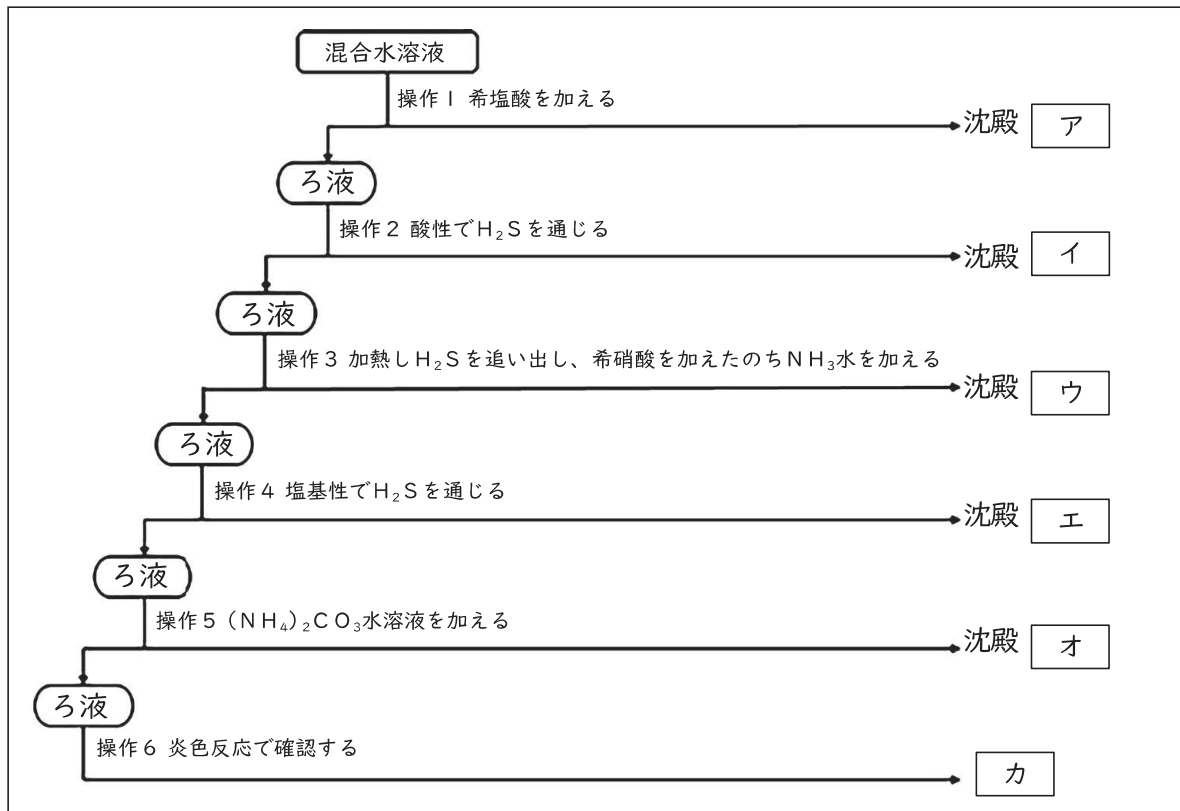 混合水溶液
操作1 希塩酸を加える
沈殿 ア
ろ液
操作2 酸性でH₂Sを通じる
沈殿 イ
ろ液
操作3 加熱しH₂Sを追い出し、希硝酸を加えたのちNH₃水を加える
沈殿 ウ
ろ液
操作4 塩基性でH₂Sを通じる
沈殿 エ
ろ液
操作5(NH₄)₂CO₃水溶液を加える
沈殿 オ
ろ液
操作6 炎色反応で確認する
カ